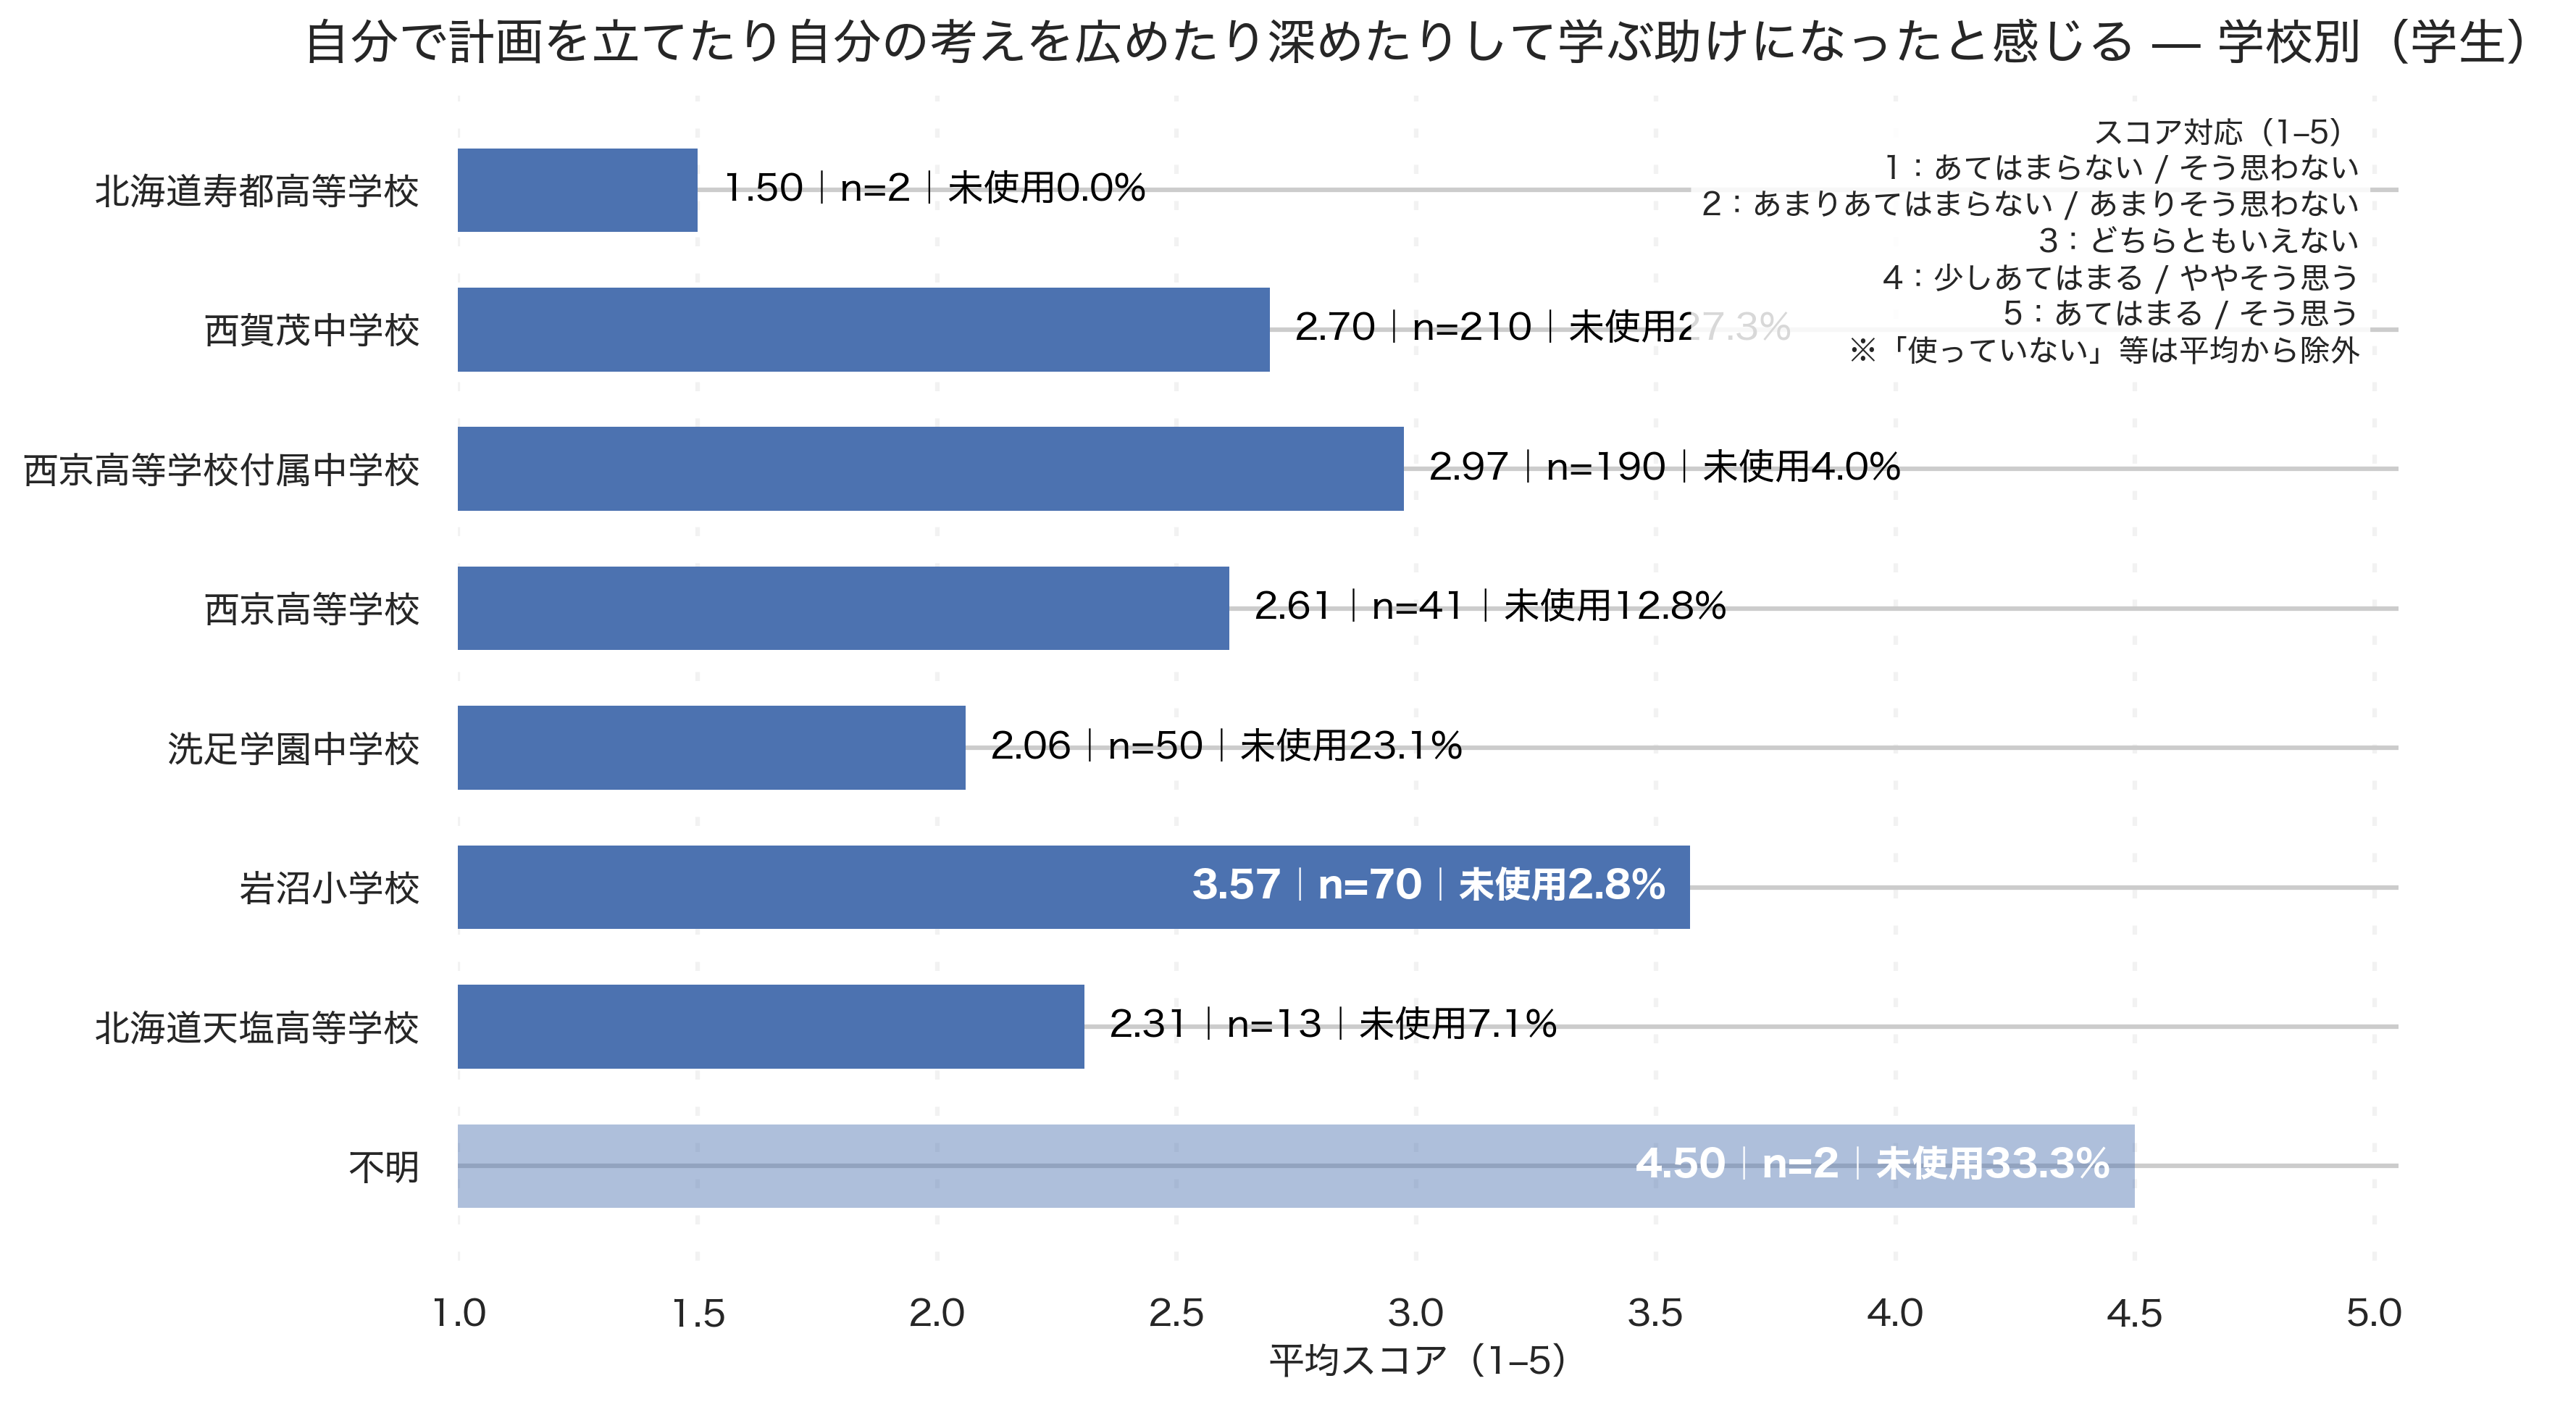 自分で計画を立てたり自分の考えを広めたり深めたりして学ぶ助けになったと感じる — 学校別（学生）
スコア対応（1–5）
1：あてはまらない / そう思わない
2：あまりあてはまらない / あまりそう思わない
3：どちらともいえない
4：少しあてはまる / ややそう思う
5：あてはまる / そう思う
※「使っていない」等は平均から除外
北海道寿都高等学校
1.50｜n=2｜未使用0.0%
西賀茂中学校
2.70｜n=210｜未使用27.3%
西京高等学校付属中学校
2.97｜n=190｜未使用4.0%
西京高等学校
2.61｜n=41｜未使用12.8%
洗足学園中学校
2.06｜n=50｜未使用23.1%
岩沼小学校
3.57｜n=70｜未使用2.8%
北海道天塩高等学校
2.31｜n=13｜未使用7.1%
不明
4.50｜n=2｜未使用33.3%
1.0 1.5 2.0 2.5 3.0 3.5 4.0 4.5 5.0
平均スコア（1–5）